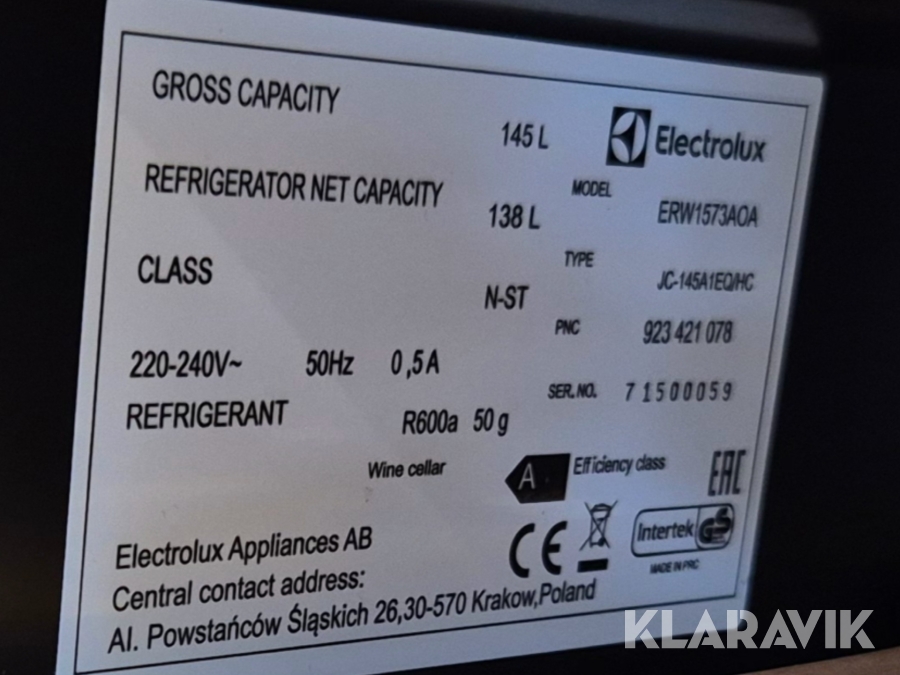 GROSS CAPACITY 145 L
Electrolux
REFRIGERATOR NET CAPACITY 138 L
MODEL ERW1573AOA
CLASS N-ST
TYPE JC-145A1EQ/HC
PNC 923 421 078
220-240V~ 50Hz 0,5A
SER.NO. 71500059
REFRIGERANT R600a 50 g
Wine cellar A Efficiency class EAC
CE Intertek GS
MADE IN PRC
Electrolux Appliances AB
Central contact address:
Al. Powstańców Śląskich 26,30-570 Krakow,Poland
KLARAVIK